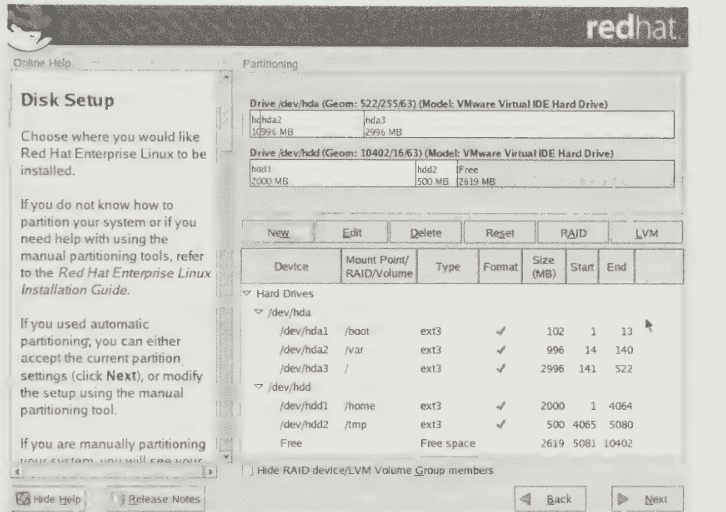 redhat.
Online Help
Disk Setup
Choose where you would like
Red Hat Enterprise Linux to be
installed.
If you do not know how to
partition your system or if you
need help with using the
manual partitioning tools, refer
to the Red Hat Enterprise Linux
Installation Guide.
If you used automatic
partitioning, you can either
accept the current partition
settings (click Next), or modify
the setup using the manual
partitioning tool.
If you are manually partitioning
your system, you will see your
Partitioning
Drive /dev/hda (Geom: 522/255/63) (Model: VMware Virtual IDE Hard Drive)
hda2 hda3
996 MB 2996 MB
Drive /dev/hdd (Geom: 10402/16/63) (Model: VMware Virtual IDE Hard Drive)
hdd1 hdd2 Free
2000 MB 500 MB 2619 MB
New Edit Delete Reset RAID LVM
Device Mount Point/ RAID/Volume Type Format Size (MB) Start End
Hard Drives
/dev/hda
/dev/hda1 /boot ext3 ✓ 102 1 13
/dev/hda2 /var ext3 ✓ 996 14 140
/dev/hda3 / ext3 ✓ 2996 141 522
/dev/hdd
/dev/hdd1 /home ext3 ✓ 2000 1 4064
/dev/hdd2 /tmp ext3 ✓ 500 4065 5080
Free Free space 2619 5081 10402
Hide RAID device/LVM Volume Group members
Hide Help Release Notes Back Next